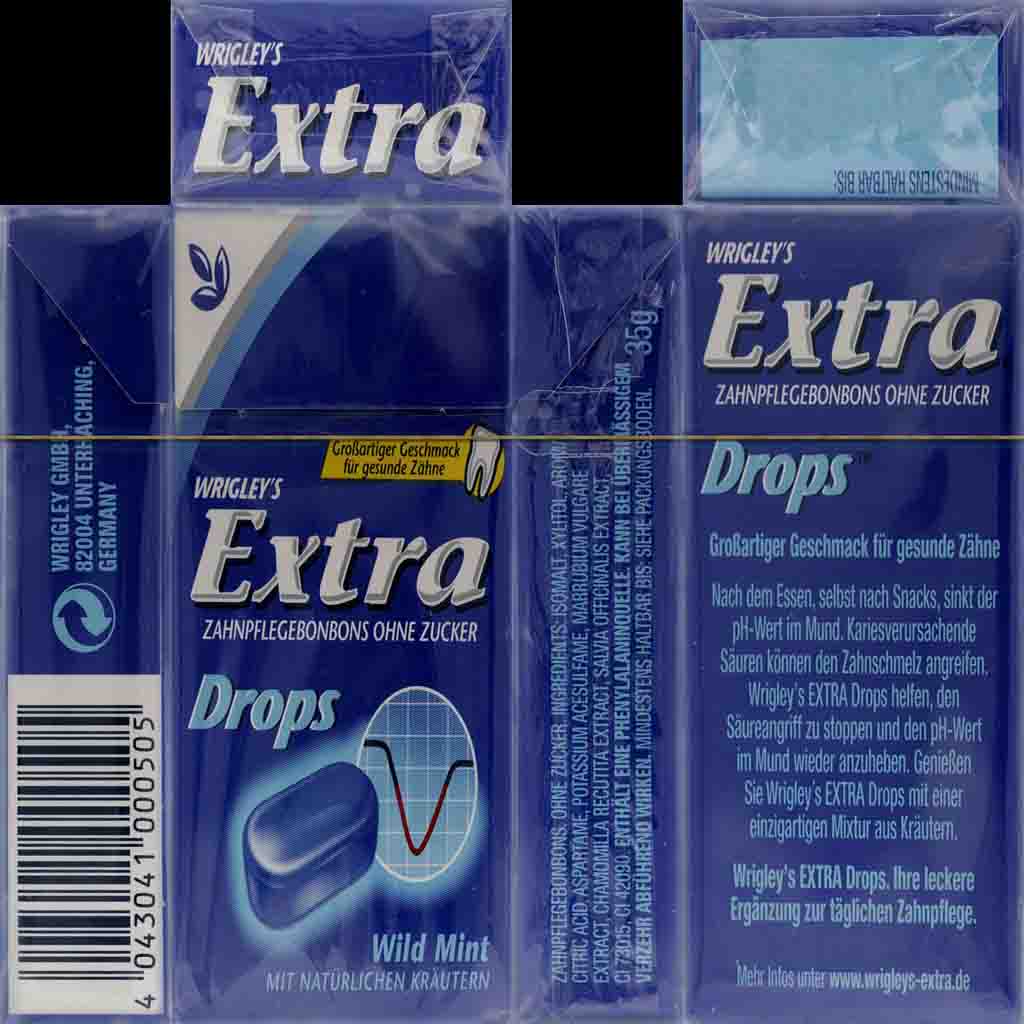 WRIGLEY'S
Extra
MINDESTENS HALTBAR BIS:
WRIGLEY GMBH,
82004 UNTERHACHING,
GERMANY
4 043041 000505
Großartiger Geschmack
für gesunde Zähne
WRIGLEY'S
Extra
ZAHNPFLEGEBONBONS OHNE ZUCKER
Drops
Wild Mint
MIT NATÜRLICHEN KRÄUTERN
ZAHNPFLEGEBONBONS, OHNE ZUCKER. INGREDIENTS: ISOMALT, XYLITOL,
CITRIC ACID, ASPARTAME, POTASSIUM ACESULFAME, MARRUBIUM VULGARE
EXTRACT, CHAMOMILLA RECUTITA EXTRACT, SALVIA OFFICINALIS EXTRACT,
CI 42090. ENTHÄLT EINE PHENYLALANINQUELLE. KANN BEI ÜBERMÄSSIGEM
VERZEHR ABFÜHREND WIRKEN. MINDESTENS HALTBAR BIS: SIEHE PACKUNGSBODEN.
35g
WRIGLEY'S
Extra
ZAHNPFLEGEBONBONS OHNE ZUCKER
Drops™
Großartiger Geschmack für gesunde Zähne
Nach dem Essen, selbst nach Snacks, sinkt der
pH-Wert im Mund. Kariesverursachende
Säuren können den Zahnschmelz angreifen.
Wrigley's EXTRA Drops helfen, den
Säureangriff zu stoppen und den pH-Wert
im Mund wieder anzuheben. Genießen
Sie Wrigley's EXTRA Drops mit einer
einzigartigen Mixtur aus Kräutern.
Wrigley's EXTRA Drops. Ihre leckere
Ergänzung zur täglichen Zahnpflege.
Mehr Infos unter www.wrigleys-extra.de